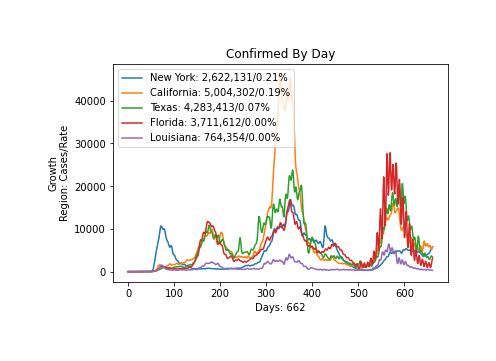 Confirmed By Day
New York: 2,622,131/0.21%
California: 5,004,302/0.19%
Texas: 4,283,413/0.07%
Florida: 3,711,612/0.00%
Louisiana: 764,354/0.00%
Growth
Region: Cases/Rate
40000
30000
20000
10000
0
0 100 200 300 400 500 600
Days: 662